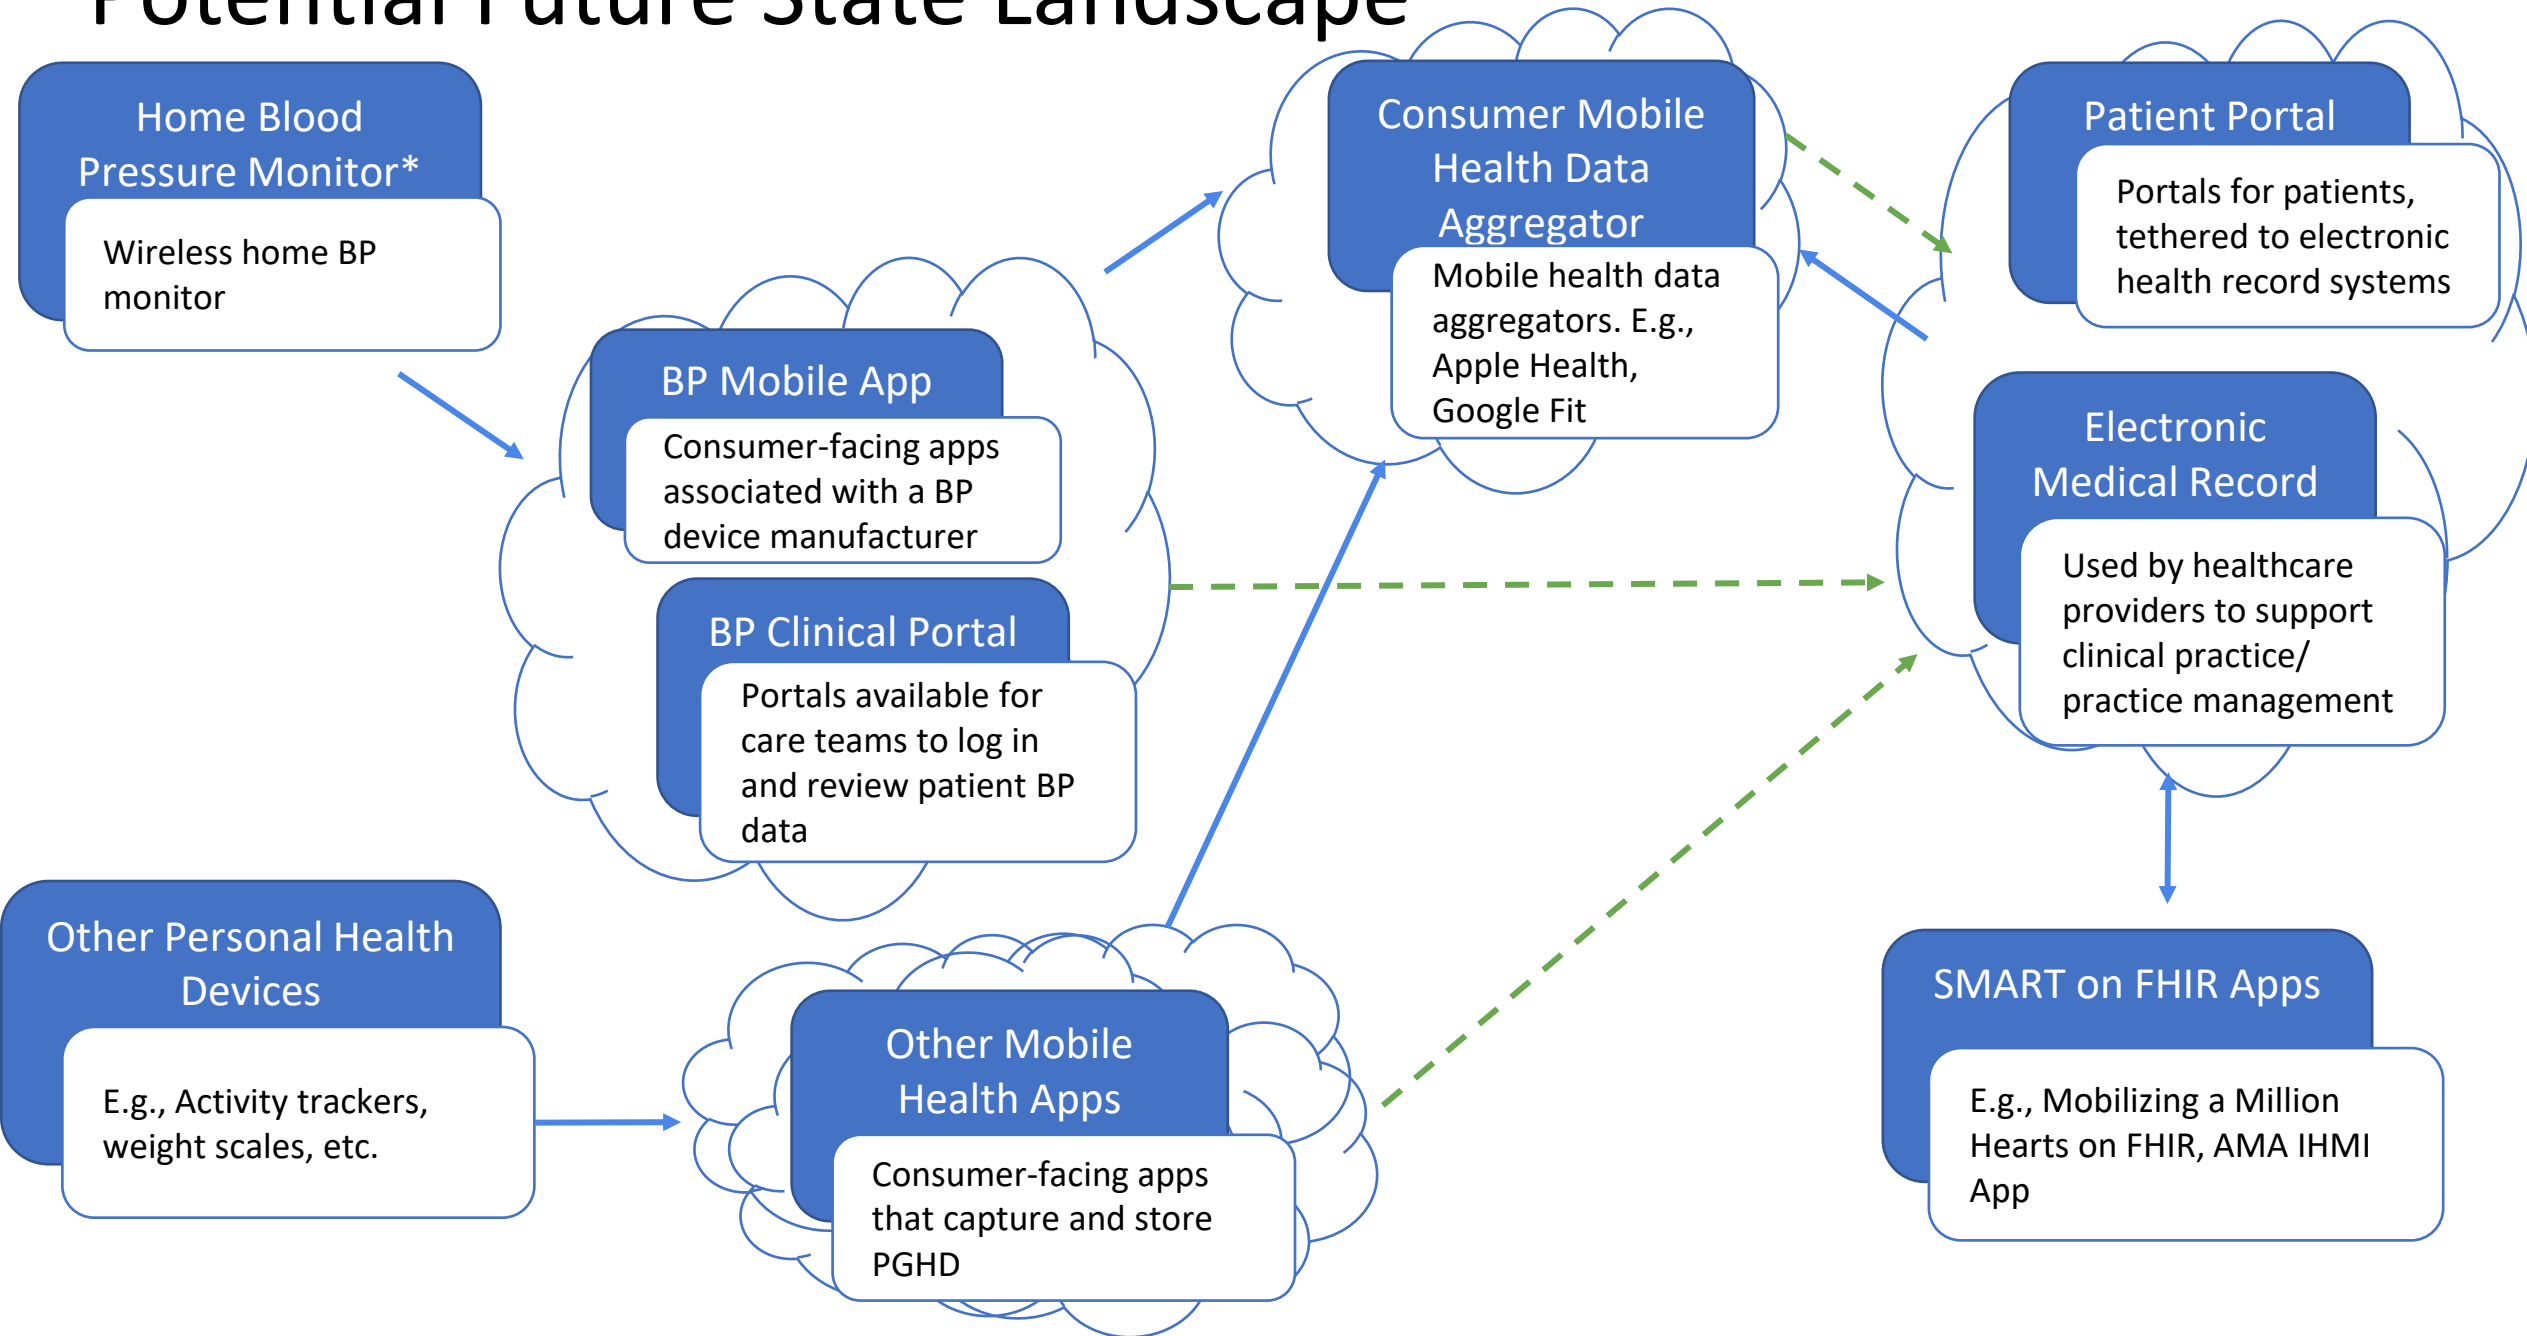 Potential Future State Landscape
Home Blood
Pressure Monitor*
Wireless home BP
monitor
BP Mobile App
Consumer-facing apps
associated with a BP
device manufacturer
BP Clinical Portal
Portals available for
care teams to log in
and review patient BP
data
Consumer Mobile
Health Data
Aggregator
Mobile health data
aggregators. E.g.,
Apple Health,
Google Fit
Patient Portal
Portals for patients,
tethered to electronic
health record systems
Electronic
Medical Record
Used by healthcare
providers to support
clinical practice/
practice management
Other Personal Health
Devices
E.g., Activity trackers,
weight scales, etc.
Other Mobile
Health Apps
Consumer-facing apps
that capture and store
PGHD
SMART on FHIR Apps
E.g., Mobilizing a Million
Hearts on FHIR, AMA IHMI
App